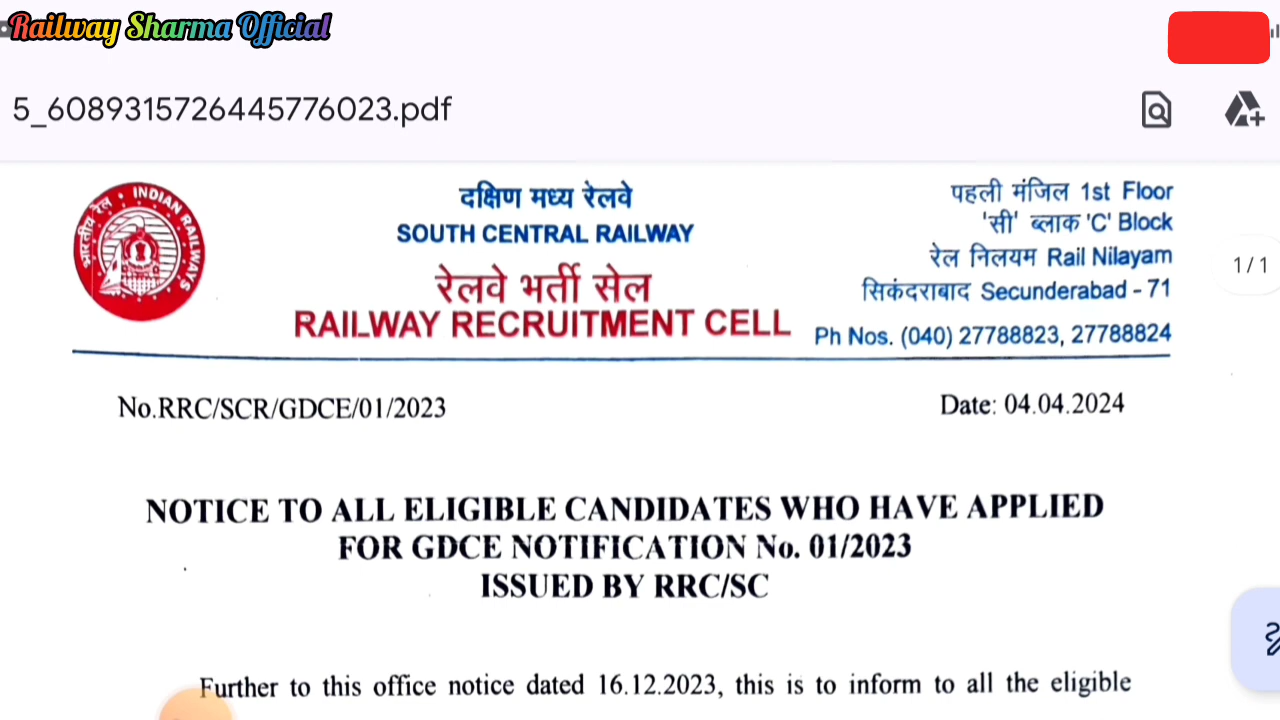 Railway Sharma Official
5_6089315726445776023.pdf
भारतीय रेल • INDIAN RAILWAYS
दक्षिण मध्य रेलवे
SOUTH CENTRAL RAILWAY
रेलवे भर्ती सेल
RAILWAY RECRUITMENT CELL
पहली मंजिल 1st Floor
'सी' ब्लाक 'C' Block
रेल निलयम Rail Nilayam
सिकंदराबाद Secunderabad - 71
Ph Nos. (040) 27788823, 27788824
1/1
No.RRC/SCR/GDCE/01/2023
Date: 04.04.2024
NOTICE TO ALL ELIGIBLE CANDIDATES WHO HAVE APPLIED
FOR GDCE NOTIFICATION No. 01/2023
ISSUED BY RRC/SC
Further to this office notice dated 16.12.2023, this is to inform to all the eligible